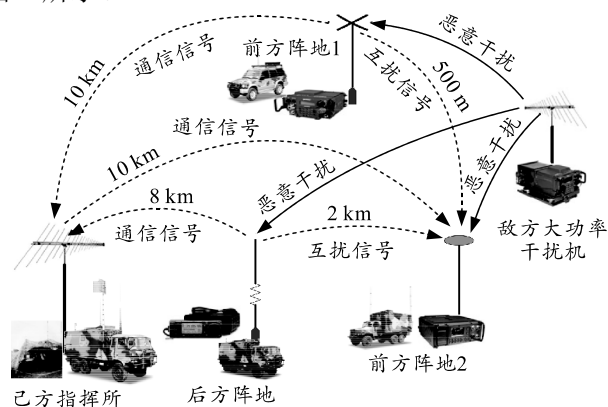 10 km
通信信号
前方阵地1
互扰信号
500 m
恶意干扰
通信信号
10 km
恶意干扰
恶意干扰
8 km
通信信号
2 km
互扰信号
敌方大功率
干扰机
前方阵地2
己方指挥所
后方阵地